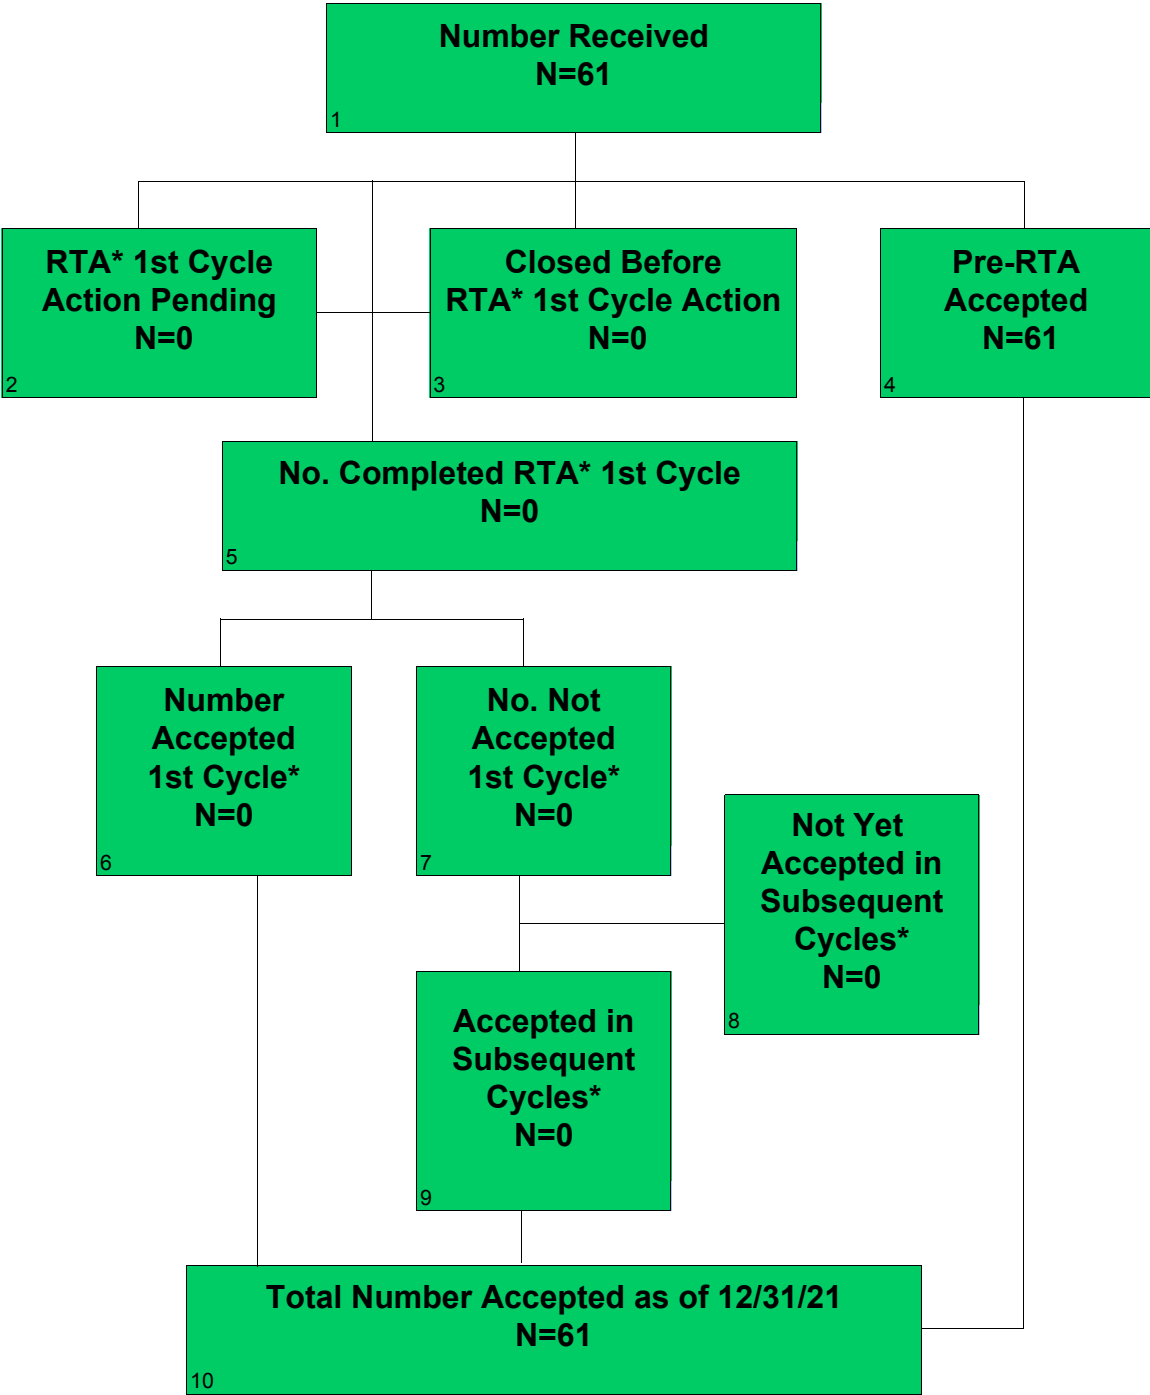 Number Received
N=61
1
RTA* 1st Cycle
Action Pending
N=0
2
Closed Before
RTA* 1st Cycle Action
N=0
3
Pre-RTA
Accepted
N=61
4
No. Completed RTA* 1st Cycle
N=0
5
Number
Accepted
1st Cycle*
N=0
6
No. Not
Accepted
1st Cycle*
N=0
7
Not Yet
Accepted in
Subsequent
Cycles*
N=0
8
Accepted in
Subsequent
Cycles*
N=0
9
Total Number Accepted as of 12/31/21
N=61
10